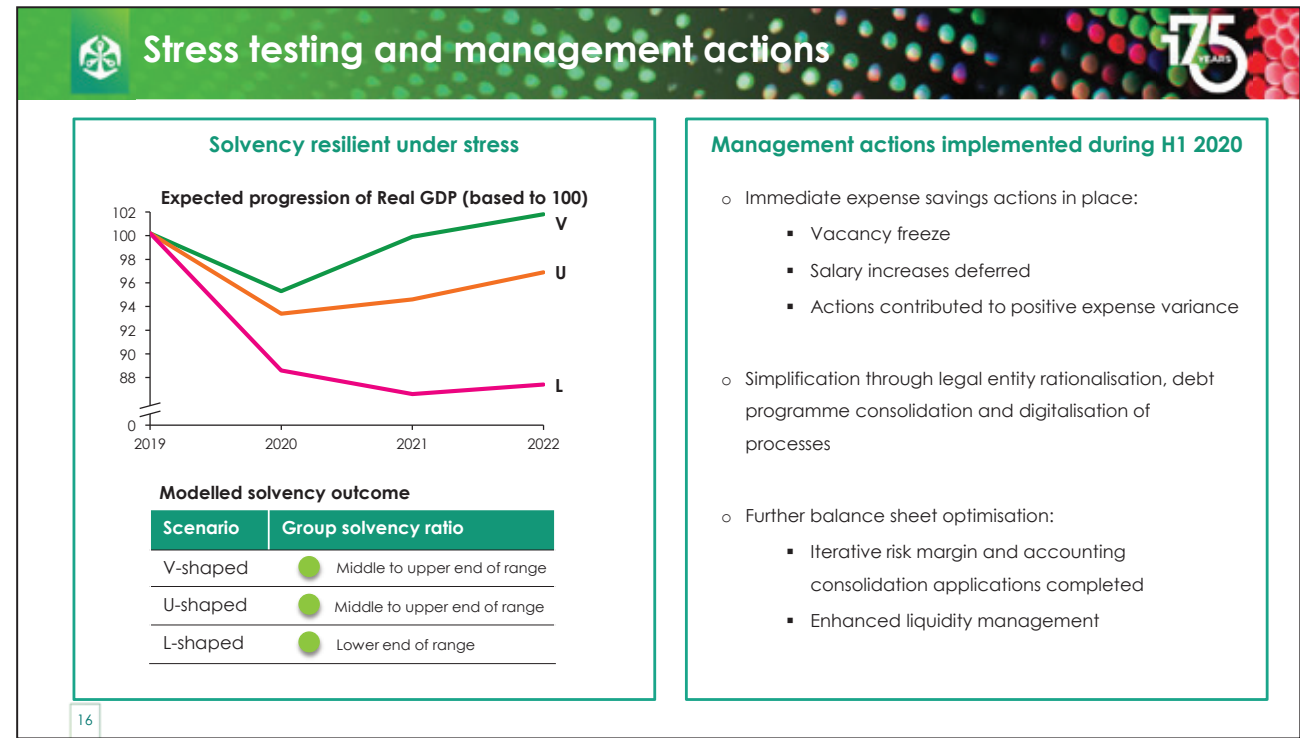 Stress testing and management actions
175
YEARS
Solvency resilient under stress
Expected progression of Real GDP (based to 100)
102
100
98
96
94
92
90
88
0
V
U
L
2019 2020 2021 2022
Modelled solvency outcome
Scenario Group solvency ratio
V-shaped Middle to upper end of range
U-shaped Middle to upper end of range
L-shaped Lower end of range
Management actions implemented during H1 2020
o Immediate expense savings actions in place:
▪ Vacancy freeze
▪ Salary increases deferred
▪ Actions contributed to positive expense variance
o Simplification through legal entity rationalisation, debt
programme consolidation and digitalisation of
processes
o Further balance sheet optimisation:
▪ Iterative risk margin and accounting
consolidation applications completed
▪ Enhanced liquidity management
16